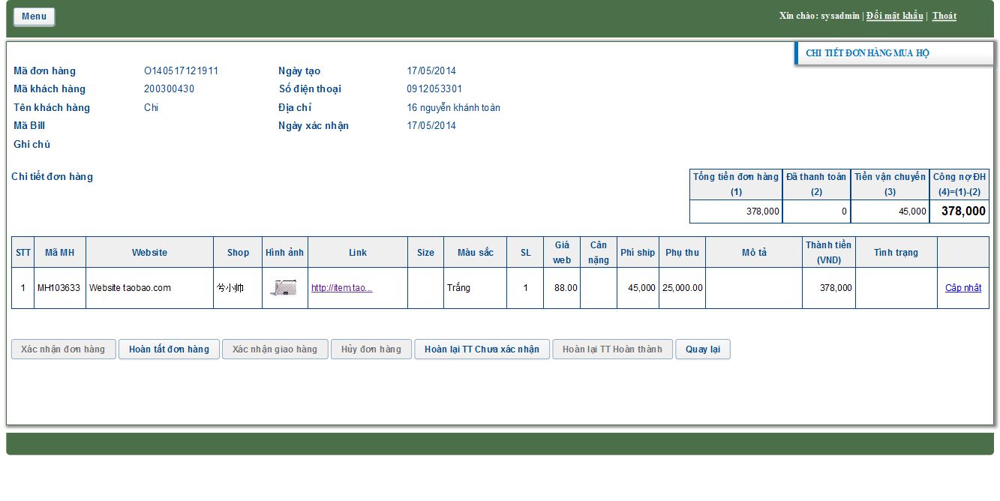 Menu
Xin chào: sysadmin | Đổi mật khẩu | Thoát
CHI TIẾT ĐƠN HÀNG MUA HỘ
Mã đơn hàng O140517121911 Ngày tạo 17/05/2014
Mã khách hàng 200300430 Số điện thoại 0912053301
Tên khách hàng Chi Địa chỉ 16 nguyễn khánh toàn
Mã Bill Ngày xác nhận 17/05/2014
Ghi chú
Chi tiết đơn hàng
Tổng tiền đơn hàng (1) Đã thanh toán (2) Tiền vận chuyển (3) Công nợ ĐH (4)=(1)-(2)
378,000 0 45,000 378,000
STT Mã MH Website Shop Hình ảnh Link Size Màu sắc SL Giá web Cân nặng Phí ship Phụ thu Mô tả Thành tiền (VND) Tình trạng
1 MH103633 Website taobao.com 兮小帅 http://item.tao... Trắng 1 88.00 45,000 25,000.00 378,000 Cập nhật
Xác nhận đơn hàng Hoàn tất đơn hàng Xác nhận giao hàng Hủy đơn hàng Hoàn lại TT Chưa xác nhận Hoàn lại TT Hoàn thành Quay lại